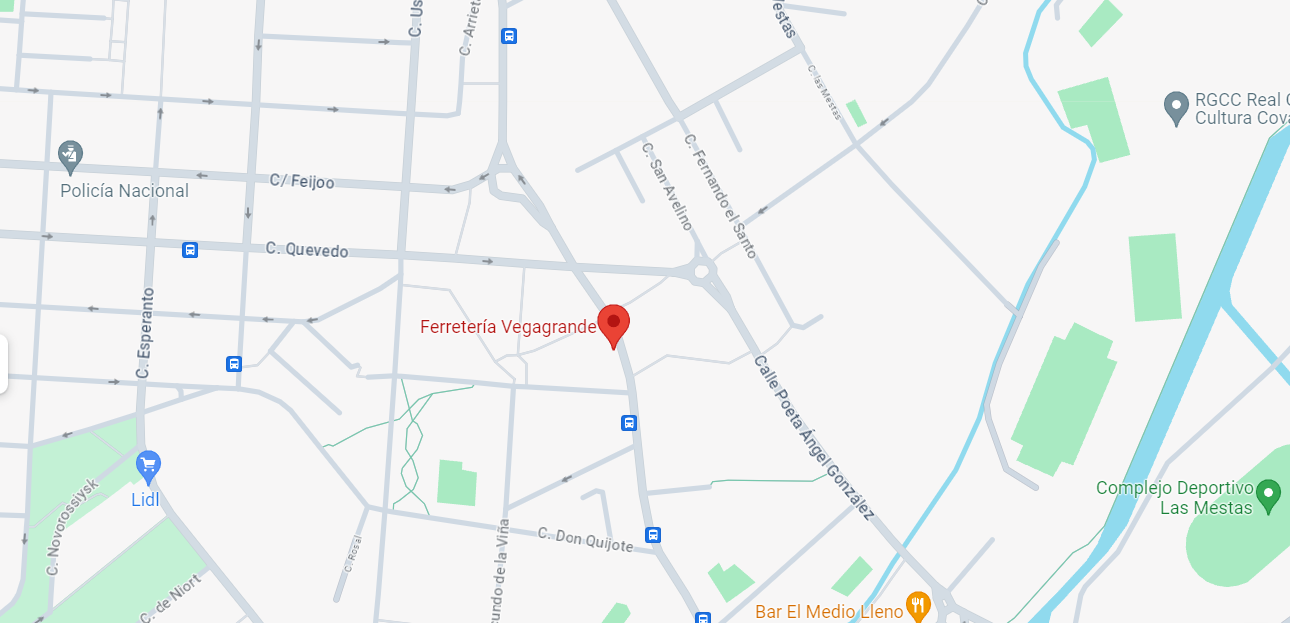 C. Us
C. Arrieta
Mestas
C. las Mestas
RGCC Real C
Cultura Cova
Policía Nacional
C/ Feijoo
C. San Avelino
C. Fernando el Santo
C. Quevedo
C. Esperanto
Ferretería Vegagrande
Calle Poeta Ángel González
Lidl
C. Novorossiysk
Complejo Deportivo
Las Mestas
C. Don Quijote
C. Rosal
cundo de la Viña
C. de Niort
Bar El Medio Lleno